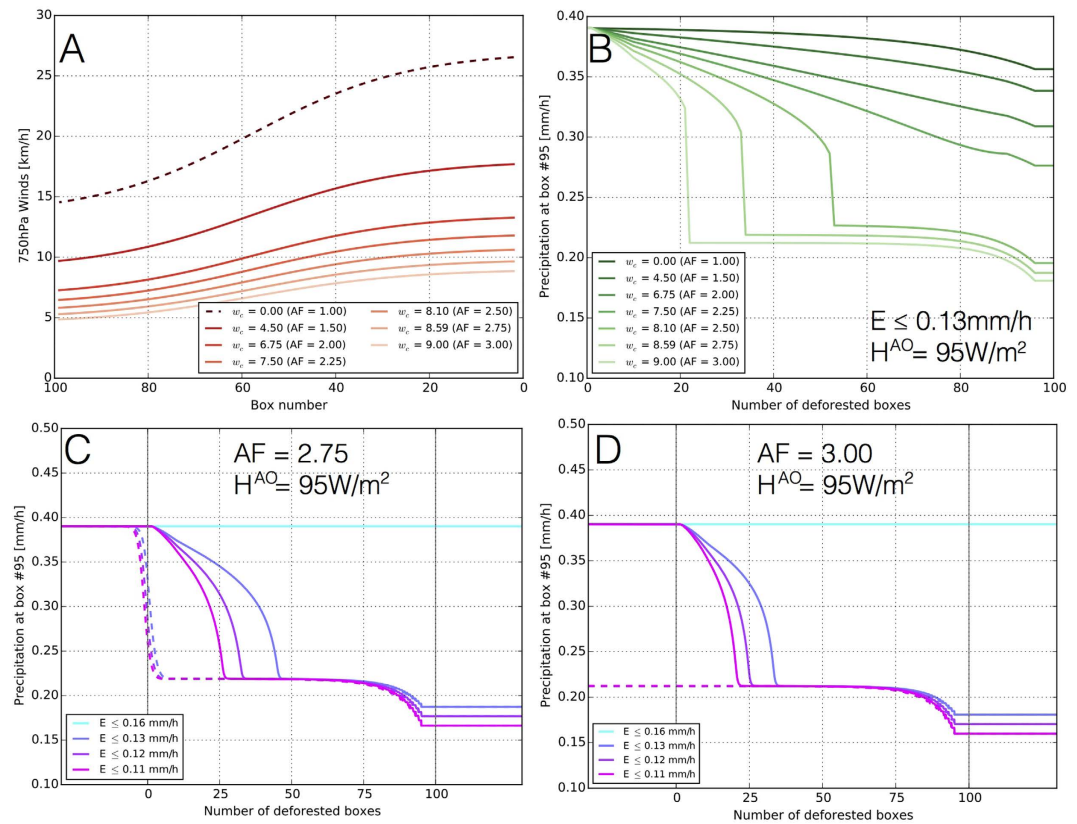 A
30
25
20
15
10
5
0
750hPa Winds [km/h]
w_c = 0.00 (AF = 1.00)
w_c = 4.50 (AF = 1.50)
w_c = 6.75 (AF = 2.00)
w_c = 7.50 (AF = 2.25)
w_c = 8.10 (AF = 2.50)
w_c = 8.59 (AF = 2.75)
w_c = 9.00 (AF = 3.00)
100 80 60 40 20 0
Box number
B
0.40
0.35
0.30
0.25
0.20
0.15
0.10
Precipitation at box #95 [mm/h]
w_c = 0.00 (AF = 1.00)
w_c = 4.50 (AF = 1.50)
w_c = 6.75 (AF = 2.00)
w_c = 7.50 (AF = 2.25)
w_c = 8.10 (AF = 2.50)
w_c = 8.59 (AF = 2.75)
w_c = 9.00 (AF = 3.00)
E ≤ 0.13mm/h
H^AO = 95W/m²
0 20 40 60 80 100
Number of deforested boxes
C
AF = 2.75
H^AO = 95W/m²
0.50
0.45
0.40
0.35
0.30
0.25
0.20
0.15
0.10
Precipitation at box #95 [mm/h]
E ≤ 0.16 mm/h
E ≤ 0.13 mm/h
E ≤ 0.12 mm/h
E ≤ 0.11 mm/h
0 25 50 75 100
Number of deforested boxes
D
AF = 3.00
H^AO = 95W/m²
0.50
0.45
0.40
0.35
0.30
0.25
0.20
0.15
0.10
Precipitation at box #95 [mm/h]
E ≤ 0.16 mm/h
E ≤ 0.13 mm/h
E ≤ 0.12 mm/h
E ≤ 0.11 mm/h
0 25 50 75 100
Number of deforested boxes